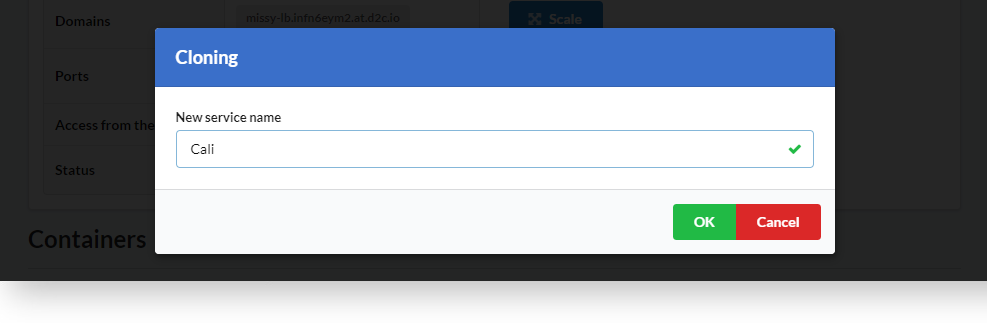 Domains
missy-lb.infn6eym2.at.d2c.io
Scale
Cloning
Ports
New service name
Access from the
Cali
Status
OK Cancel
Containers